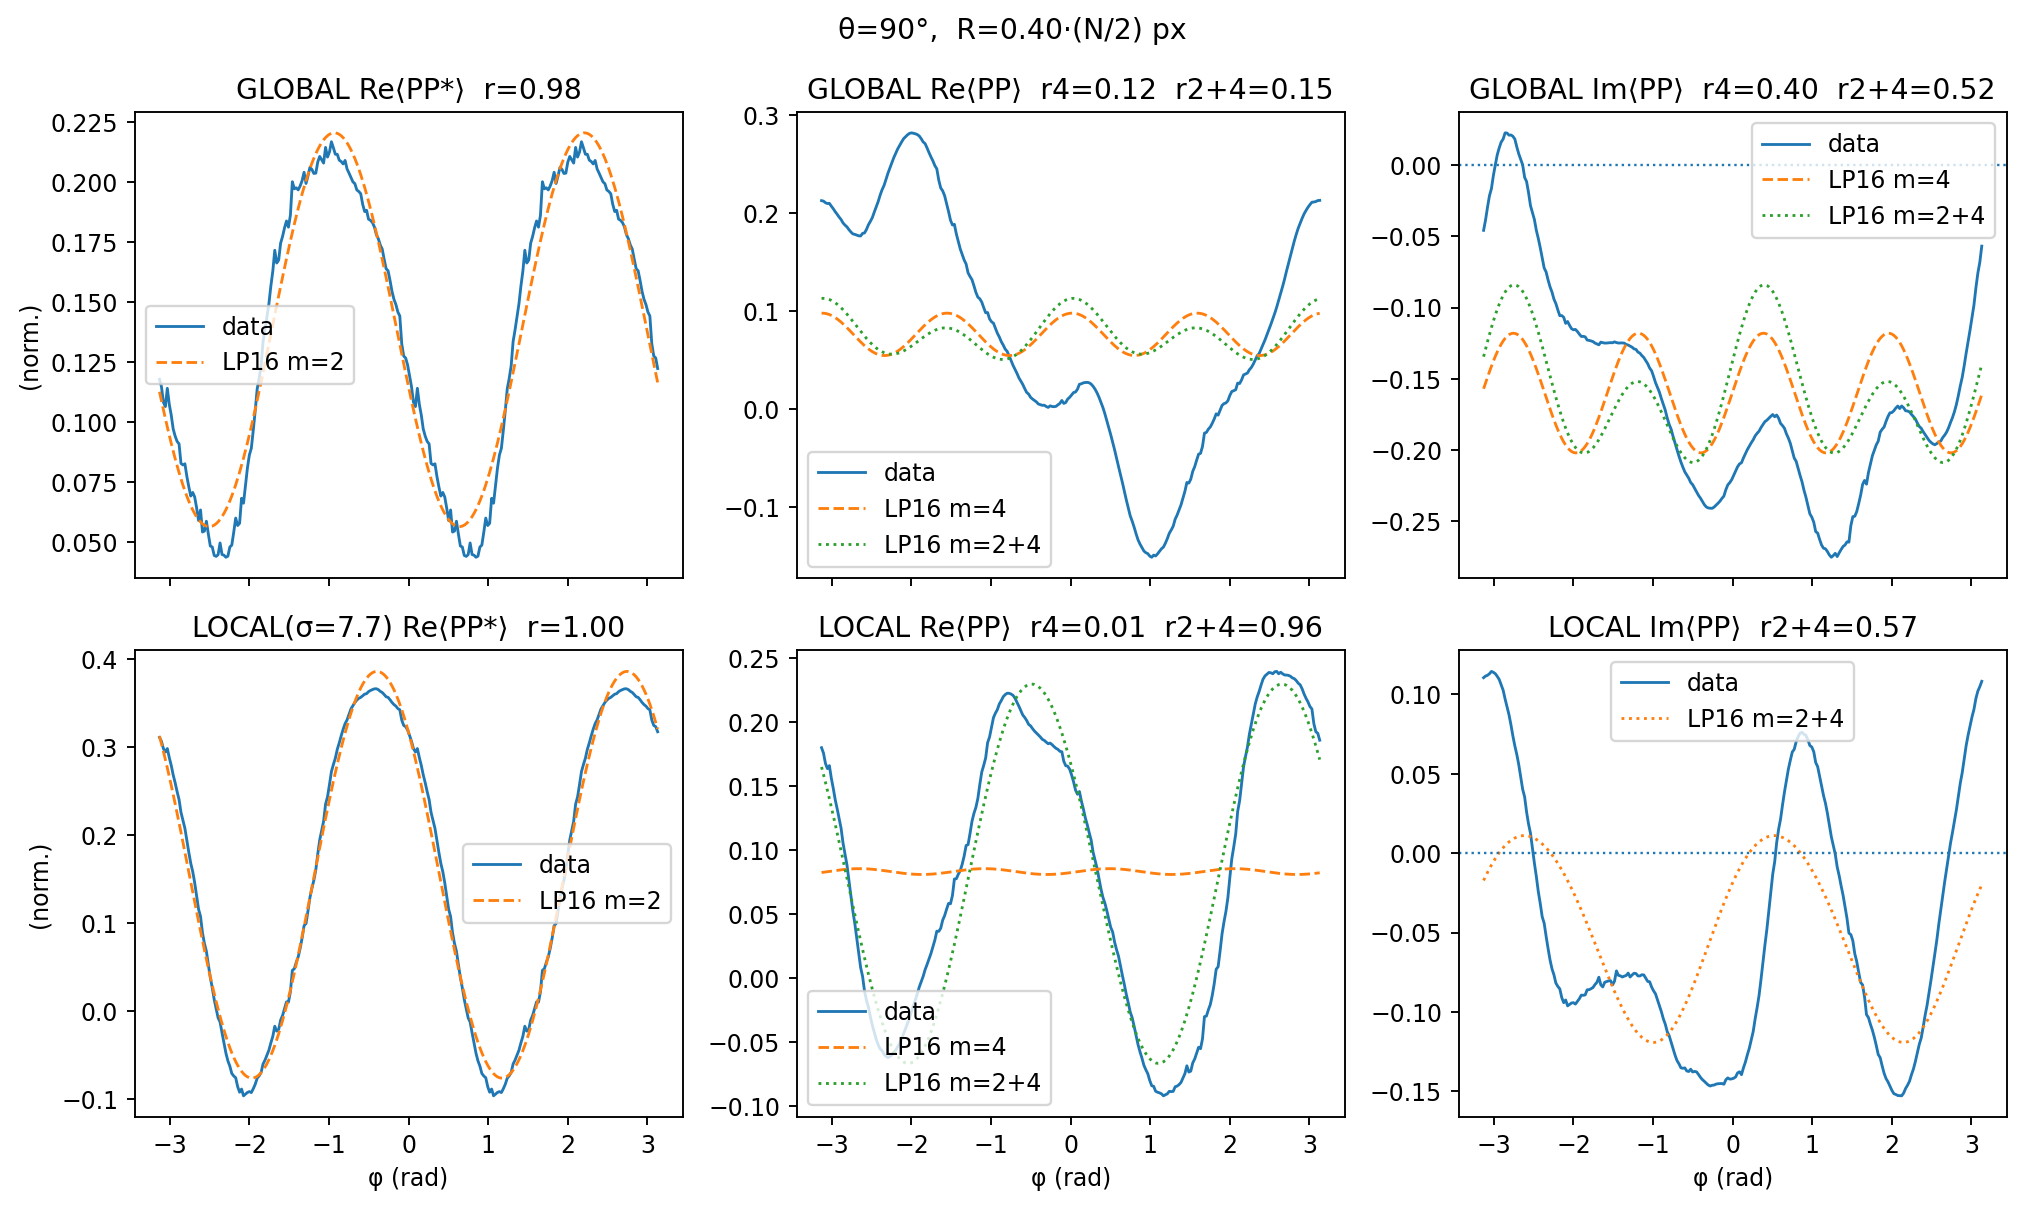 θ=90°,  R=0.40·(N/2) px
GLOBAL Re⟨PP*⟩  r=0.98
GLOBAL Re⟨PP⟩  r4=0.12  r2+4=0.15
GLOBAL Im⟨PP⟩  r4=0.40  r2+4=0.52
(norm.)
0.225
0.200
0.175
0.150
0.125
0.100
0.075
0.050
data
LP16 m=2
0.3
0.2
0.1
0.0
−0.1
data
LP16 m=4
LP16 m=2+4
0.00
−0.05
−0.10
−0.15
−0.20
−0.25
data
LP16 m=4
LP16 m=2+4
LOCAL(σ=7.7) Re⟨PP*⟩  r=1.00
LOCAL Re⟨PP⟩  r4=0.01  r2+4=0.96
LOCAL Im⟨PP⟩  r2+4=0.57
(norm.)
0.4
0.3
0.2
0.1
0.0
−0.1
data
LP16 m=2
−3 −2 −1 0 1 2 3
φ (rad)
0.25
0.20
0.15
0.10
0.05
0.00
−0.05
−0.10
data
LP16 m=4
LP16 m=2+4
−3 −2 −1 0 1 2 3
φ (rad)
0.10
0.05
0.00
−0.05
−0.10
−0.15
data
LP16 m=2+4
−3 −2 −1 0 1 2 3
φ (rad)